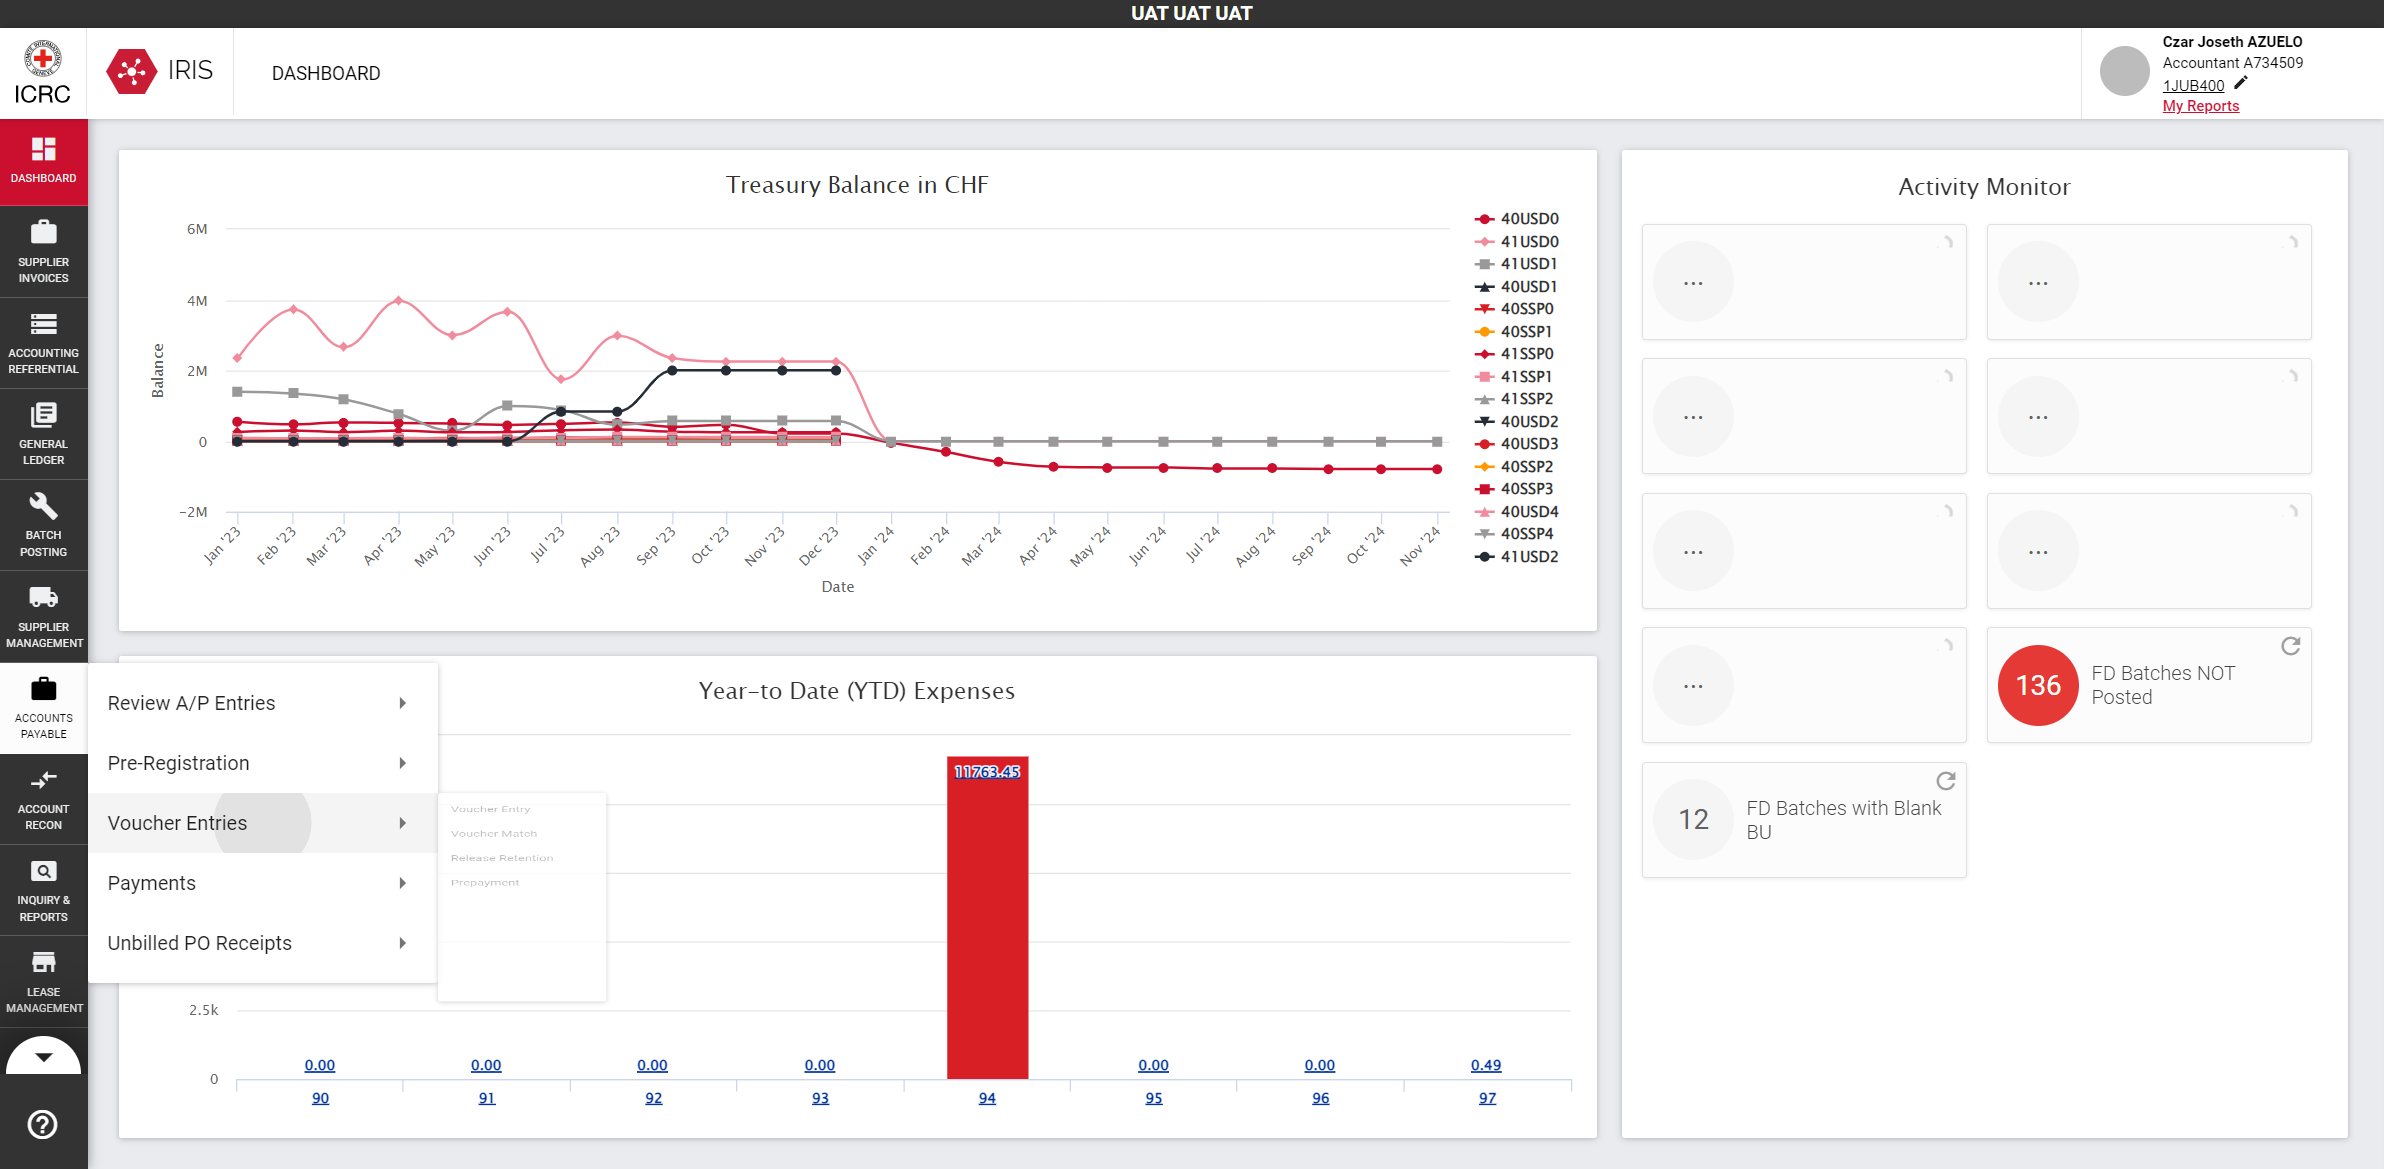 UAT UAT UAT
ICRC
IRIS
DASHBOARD
Czar Joseth AZUELO
Accountant A734509
1JUB400
My Reports
DASHBOARD
SUPPLIER
INVOICES
ACCOUNTING
REFERENTIAL
GENERAL
LEDGER
BATCH
POSTING
SUPPLIER
MANAGEMENT
ACCOUNTS
PAYABLE
ACCOUNT
RECON
INQUIRY &
REPORTS
LEASE
MANAGEMENT
Treasury Balance in CHF
6M
4M
2M
0
-2M
Balance
Jan '23
Feb '23
Mar '23
Apr '23
May '23
Jun '23
Jul '23
Aug '23
Sep '23
Oct '23
Nov '23
Dec '23
Jan '24
Feb '24
Mar '24
Apr '24
May '24
Jun '24
Jul '24
Aug '24
Sep '24
Oct '24
Nov '24
Date
40USD0
41USD0
41USD1
40USD1
40SSP0
40SSP1
41SSP0
41SSP1
41SSP2
40USD2
40USD3
40SSP2
40SSP3
40USD4
40SSP4
41USD2
Review A/P Entries
Pre-Registration
Voucher Entries
Payments
Unbilled PO Receipts
Voucher Entry
Voucher Match
Release Retention
Prepayment
Year-to Date (YTD) Expenses
11763.45
2.5k
0
0.00
0.00
0.00
0.00
0.00
0.00
0.49
90
91
92
93
94
95
96
97
Activity Monitor
...
...
...
...
...
...
...
136
FD Batches NOT
Posted
12
FD Batches with Blank
BU